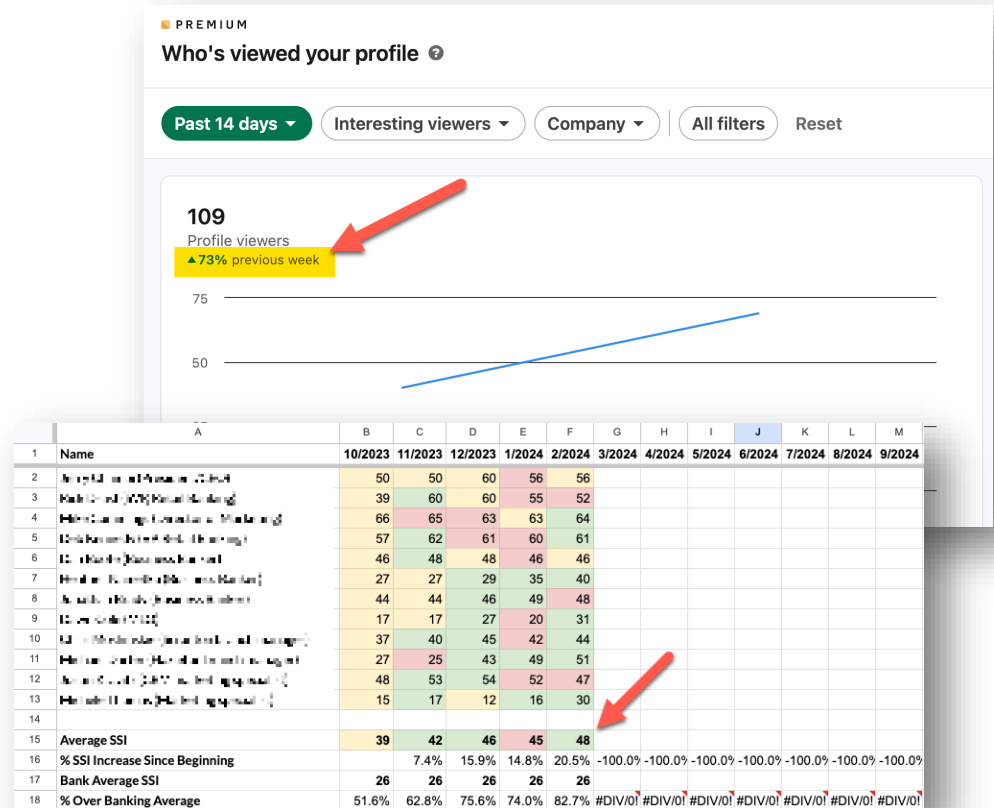 PREMIUM
Who's viewed your profile ?
Past 14 days Interesting viewers Company All filters Reset
109
Profile viewers
▲73% previous week
75
50
A B C D E F G H I J K L M
1 Name 10/2023 11/2023 12/2023 1/2024 2/2024 3/2024 4/2024 5/2024 6/2024 7/2024 8/2024 9/2024
2 50 50 60 56 56
3 39 60 60 55 52
4 66 65 63 63 64
5 57 62 61 60 61
6 46 48 48 46 46
7 27 27 29 35 40
8 44 44 46 49 48
9 17 17 27 20 31
10 37 40 45 42 44
11 27 25 43 49 51
12 48 53 54 52 47
13 15 17 12 16 30
14
15 Average SSI 39 42 46 45 48
16 % SSI Increase Since Beginning 7.4% 15.9% 14.8% 20.5% -100.0% -100.0% -100.0% -100.0% -100.0% -100.0% -100.0%
17 Bank Average SSI 26 26 26 26 26
18 % Over Banking Average 51.6% 62.8% 75.6% 74.0% 82.7% #DIV/0! #DIV/0! #DIV/0! #DIV/0! #DIV/0! #DIV/0! #DIV/0!